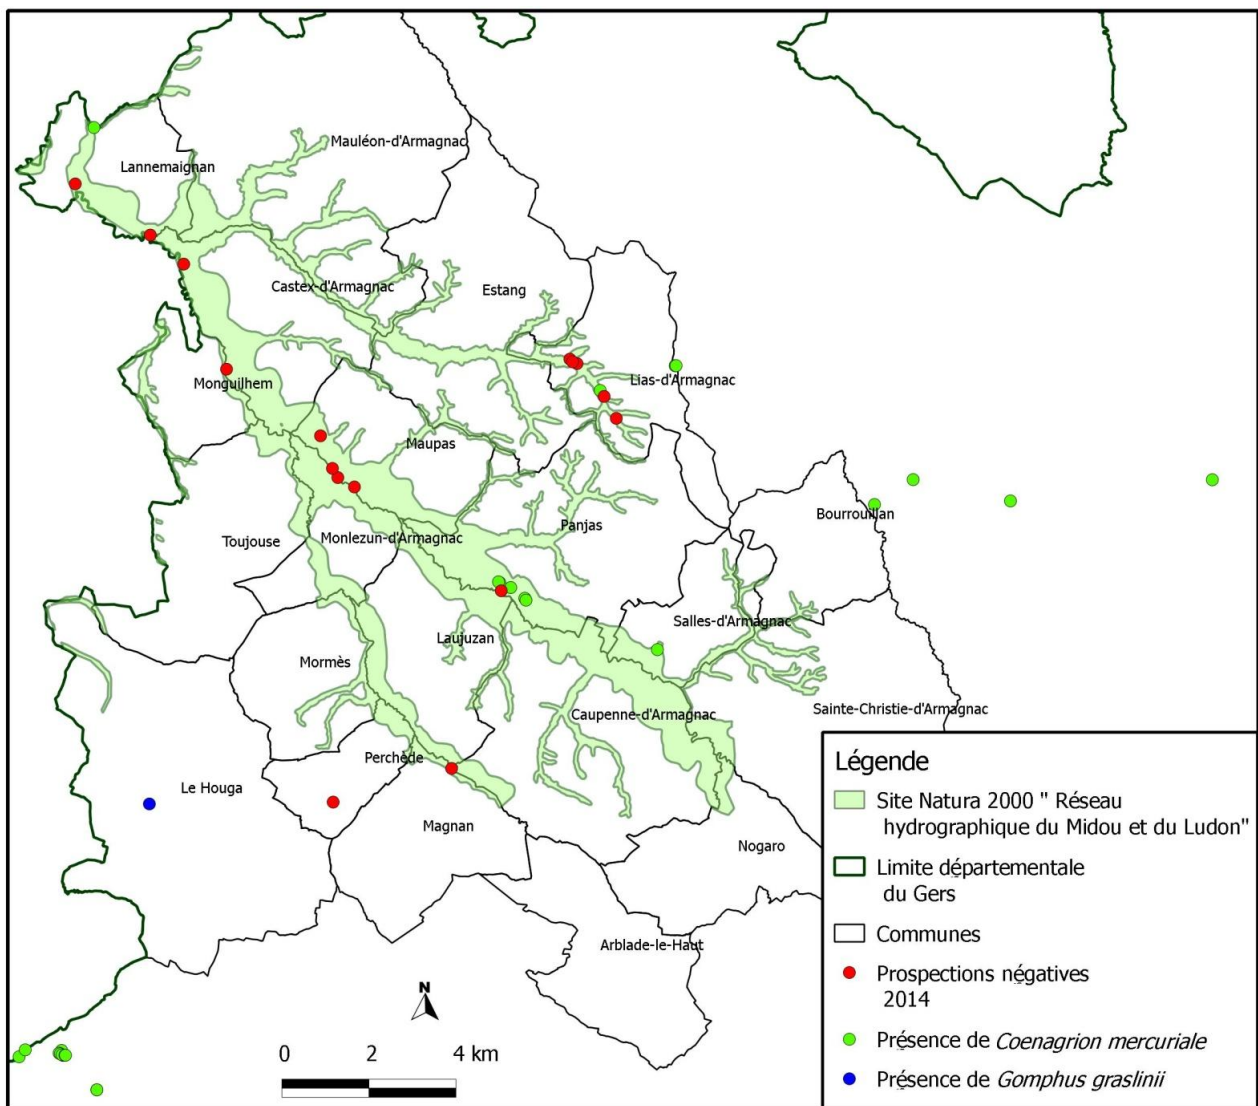 Mauléon-d'Armagnac
Lannemaignan
Castex-d'Armagnac
Estang
Lias-d'Armagnac
Monguilhem
Maupas
Bourrouillan
Panjas
Toujouse
Monlezun-d'Armagnac
Salles-d'Armagnac
Laujuzan
Mormès
Sainte-Christie-d'Armagnac
Caupenne-d'Armagnac
Perchède
Le Houga
Magnan
Nogaro
Arblade-le-Haut
N
0 2 4 km
Légende
Site Natura 2000 " Réseau
hydrographique du Midou et du Ludon"
Limite départementale
du Gers
Communes
Prospections négatives
2014
Présence de Coenagrion mercuriale
Présence de Gomphus graslinii